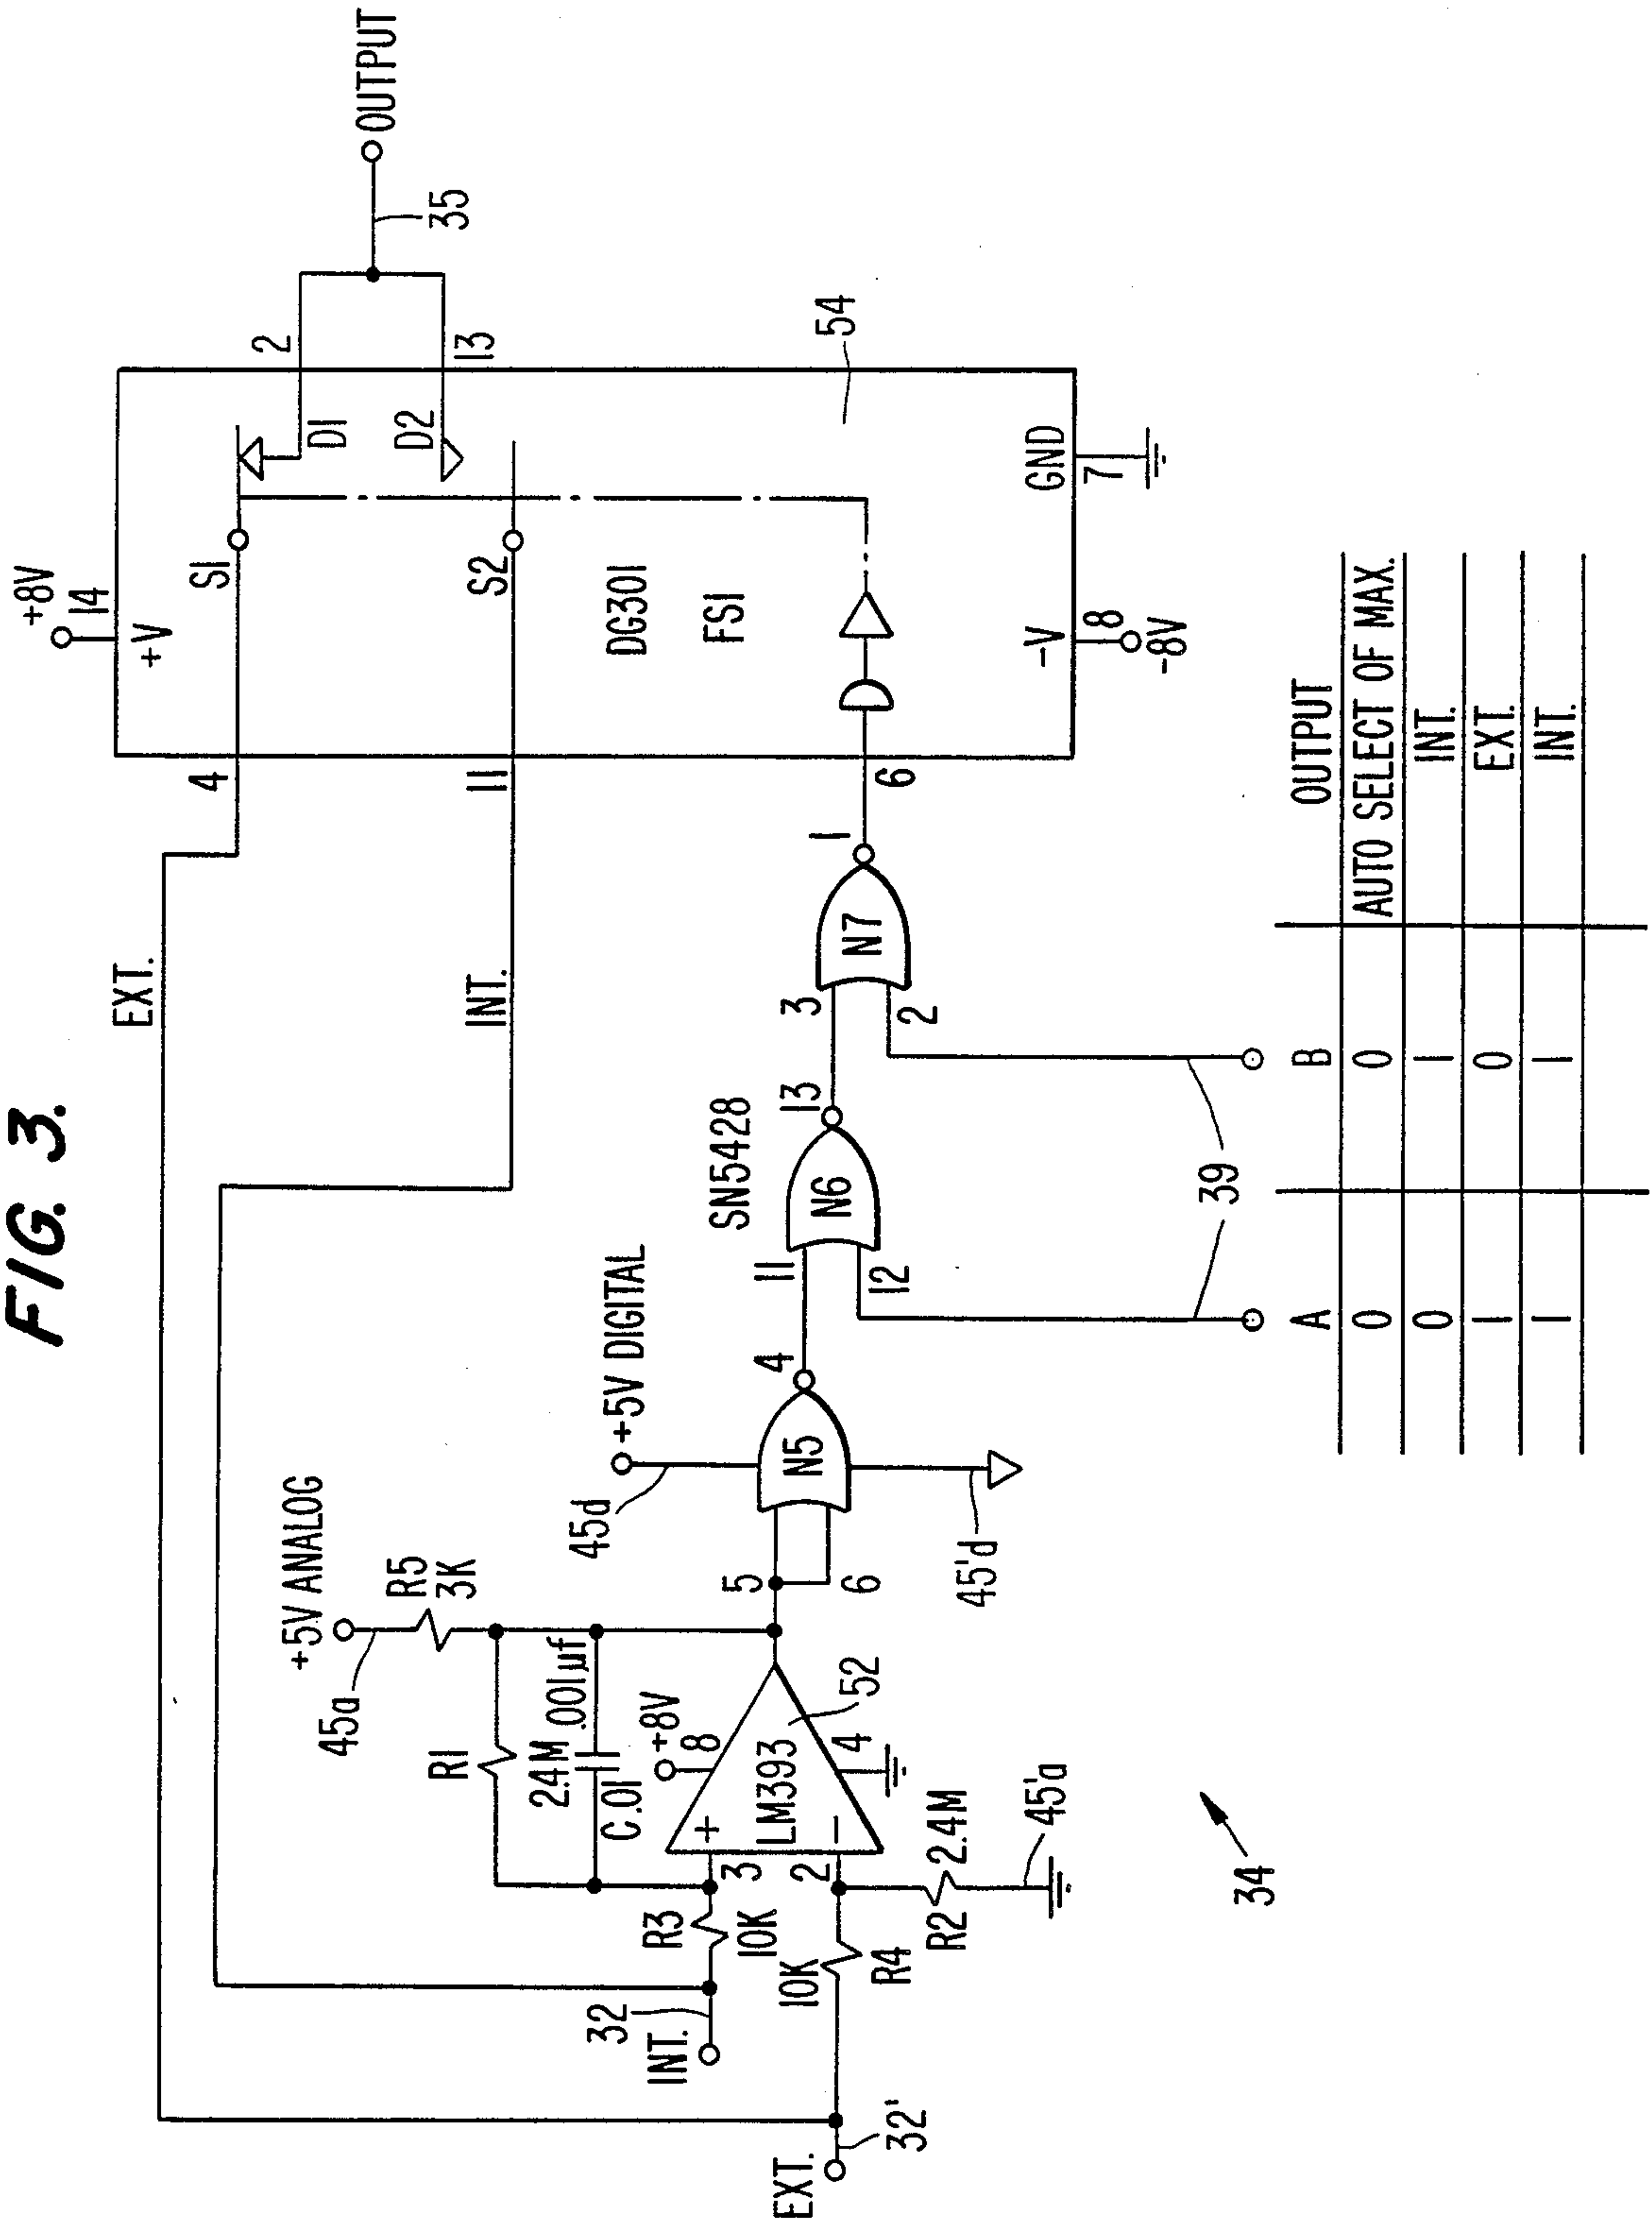 FIG. 3.
EXT.
INT.
+8V
14
+V
4
S1
11
S2
DG301
FS1
D1
D2
2
13
35
OUTPUT
54
6
-V
8
-8V
GND
7
+5V ANALOG
45a
R5
3K
R1
2.4M
.001µf
C.01
+8V
8
+
3
LM393
-
2
4
52
R3
10K
32
INT.
10K
R4
R2
2.4M
45'a
EXT.
32'
34
5
6
+5V DIGITAL
45d
N5
45'd
4
11
12
SN5428
N6
13
3
2
N7
1
39
A B OUTPUT
0 0 AUTO SELECT OF MAX.
0 1 INT.
1 0 EXT.
1 1 INT.